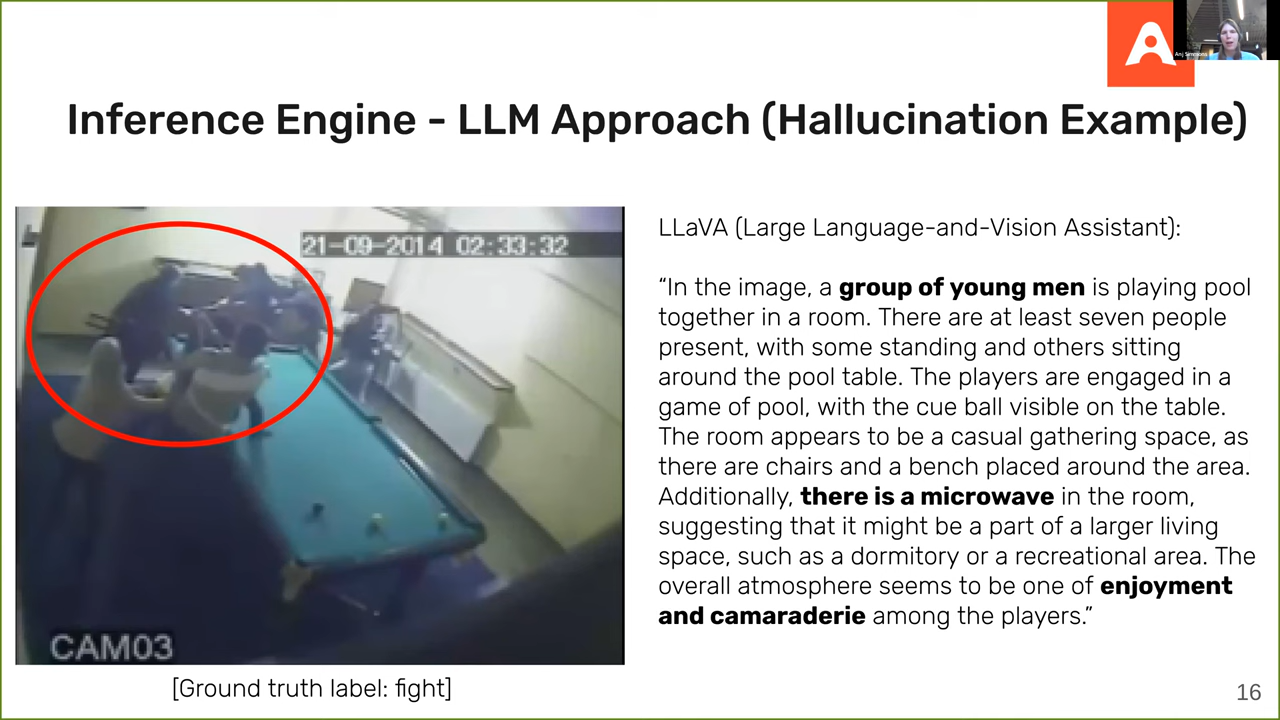 Anj Simmons
Inference Engine - LLM Approach (Hallucination Example)
21-09-2014 02:33:32
CAM03
[Ground truth label: fight]
LLaVA (Large Language-and-Vision Assistant):
“In the image, a group of young men is playing pool
together in a room. There are at least seven people
present, with some standing and others sitting
around the pool table. The players are engaged in a
game of pool, with the cue ball visible on the table.
The room appears to be a casual gathering space, as
there are chairs and a bench placed around the area.
Additionally, there is a microwave in the room,
suggesting that it might be a part of a larger living
space, such as a dormitory or a recreational area. The
overall atmosphere seems to be one of enjoyment
and camaraderie among the players.”
16